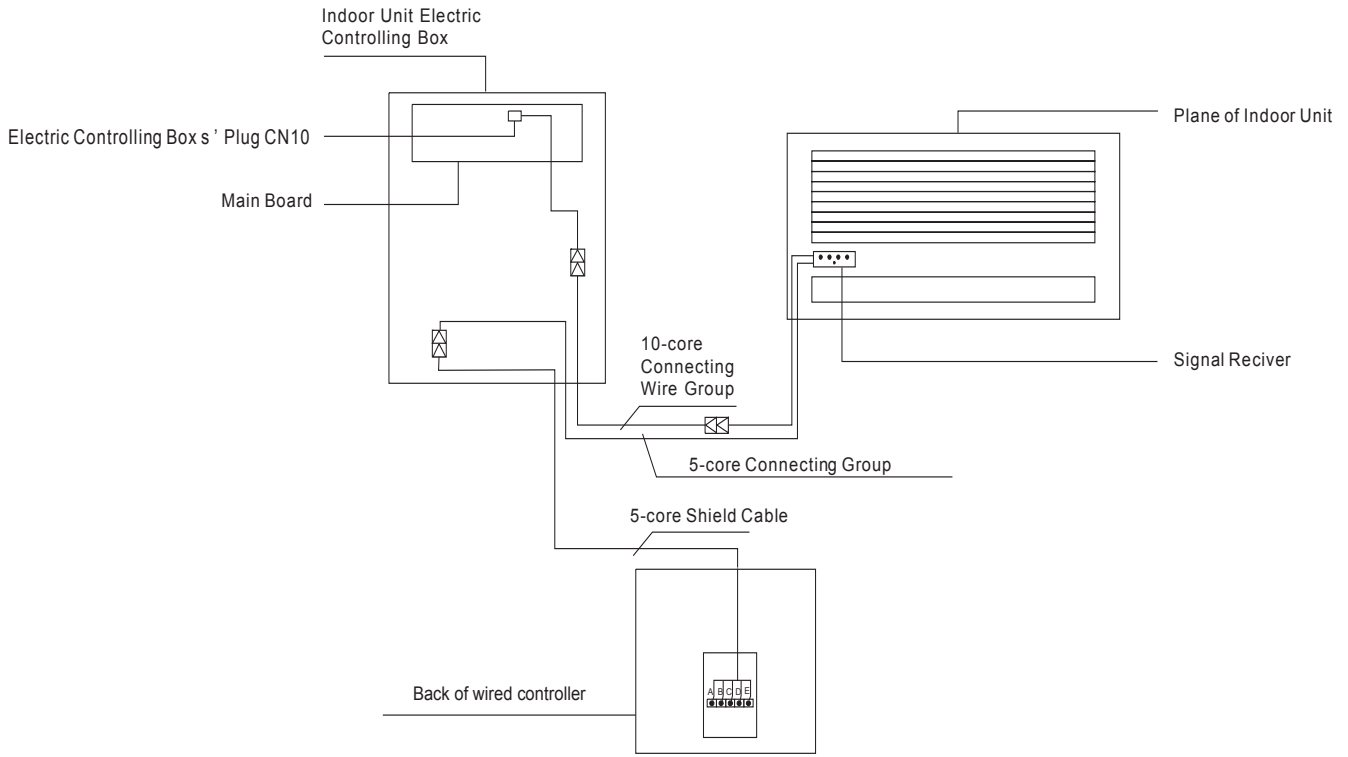 Indoor Unit Electric
Controlling Box
Electric Controlling Box s ’ Plug CN10
Plane of Indoor Unit
Main Board
10-core
Connecting
Wire Group
Signal Reciver
5-core Connecting Group
5-core Shield Cable
Back of wired controller
A B C D E